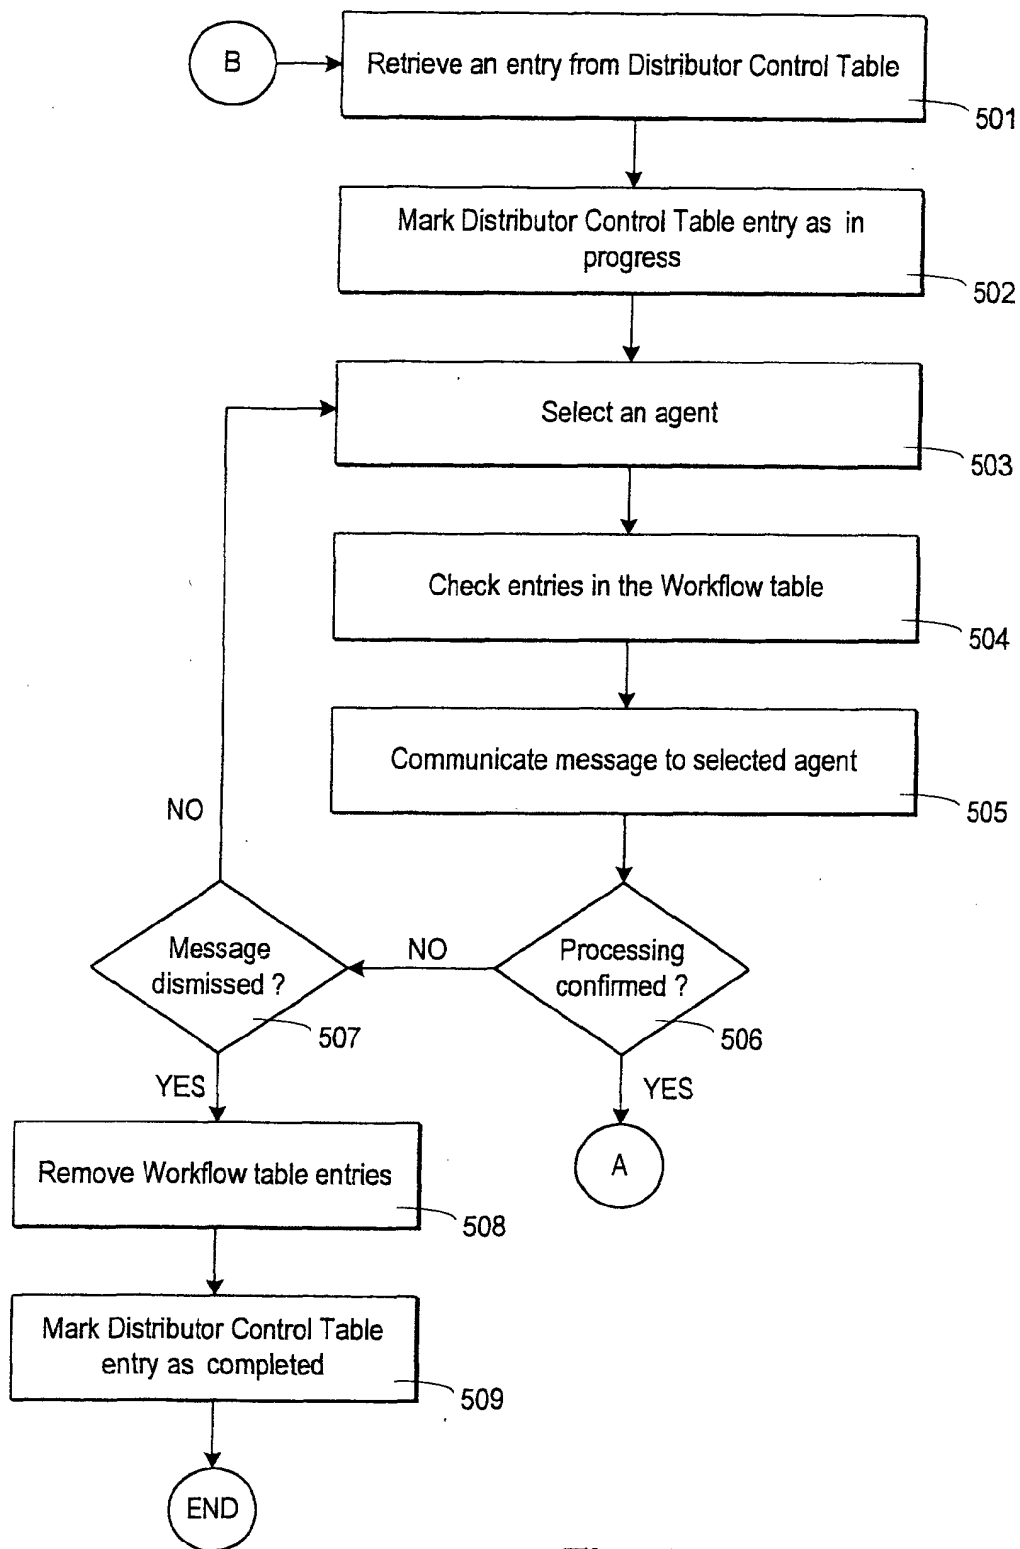 B
Retrieve an entry from Distributor Control Table
501
Mark Distributor Control Table entry as in
progress
502
Select an agent
503
Check entries in the Workflow table
504
Communicate message to selected agent
505
NO
Message
dismissed ?
507
NO
Processing
confirmed ?
506
YES
YES
Remove Workflow table entries
508
A
Mark Distributor Control Table
entry as completed
509
END